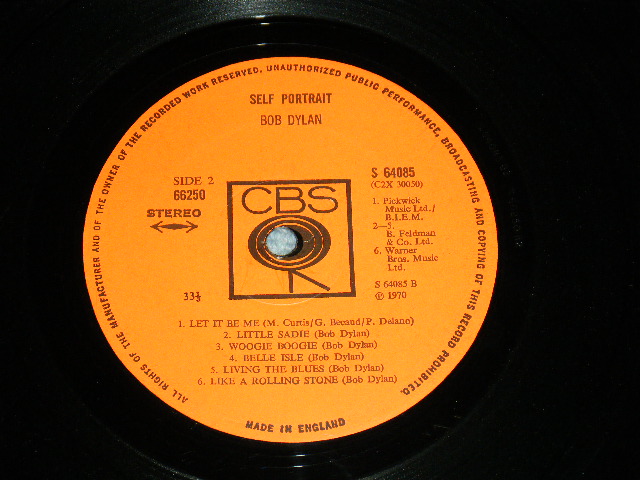 ALL RIGHTS OF THE MANUFACTURER AND OF THE OWNER OF THE RECORDED WORK RESERVED. UNAUTHORIZED PUBLIC PERFORMANCE, BROADCASTING AND COPYING OF THIS RECORD PROHIBITED.
SELF PORTRAIT
BOB DYLAN
SIDE 2
66250
STEREO
33⅓
CBS
S 64085
(C2X 30050)
1. Pickwick
Music Ltd./
B.I.E.M.
2—5.
B. Feldman
& Co. Ltd.
6. Warner
Bros. Music
Ltd.
S 64085 B
℗ 1970
1. LET IT BE ME (M. Curtis/G. Becaud/P. Delano)
2. LITTLE SADIE (Bob Dylan)
3. WOOGIE BOOGIE (Bob Dylan)
4. BELLE ISLE (Bob Dylan)
5. LIVING THE BLUES (Bob Dylan)
6. LIKE A ROLLING STONE (Bob Dylan)
MADE IN ENGLAND